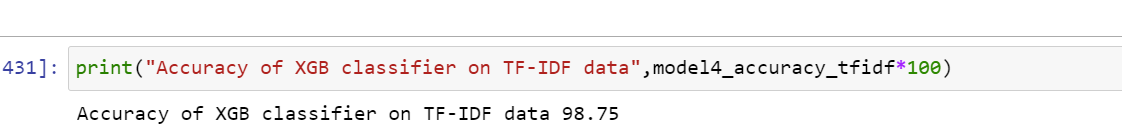 431]: print("Accuracy of XGB classifier on TF-IDF data",model4_accuracy_tfidf*100)
Accuracy of XGB classifier on TF-IDF data 98.75